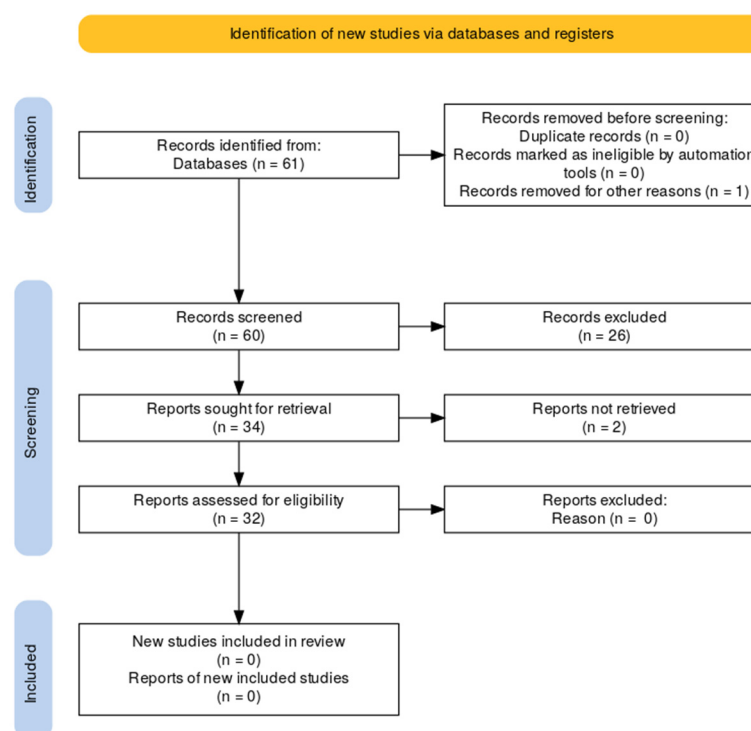 Identification of new studies via databases and registers
Identification
Records identified from:
Databases (n = 61)
Records removed before screening:
Duplicate records (n = 0)
Records marked as ineligible by automation
tools (n = 0)
Records removed for other reasons (n = 1)
Screening
Records screened
(n = 60)
Records excluded
(n = 26)
Reports sought for retrieval
(n = 34)
Reports not retrieved
(n = 2)
Reports assessed for eligibility
(n = 32)
Reports excluded:
Reason (n = 0)
Included
New studies included in review
(n = 0)
Reports of new included studies
(n = 0)